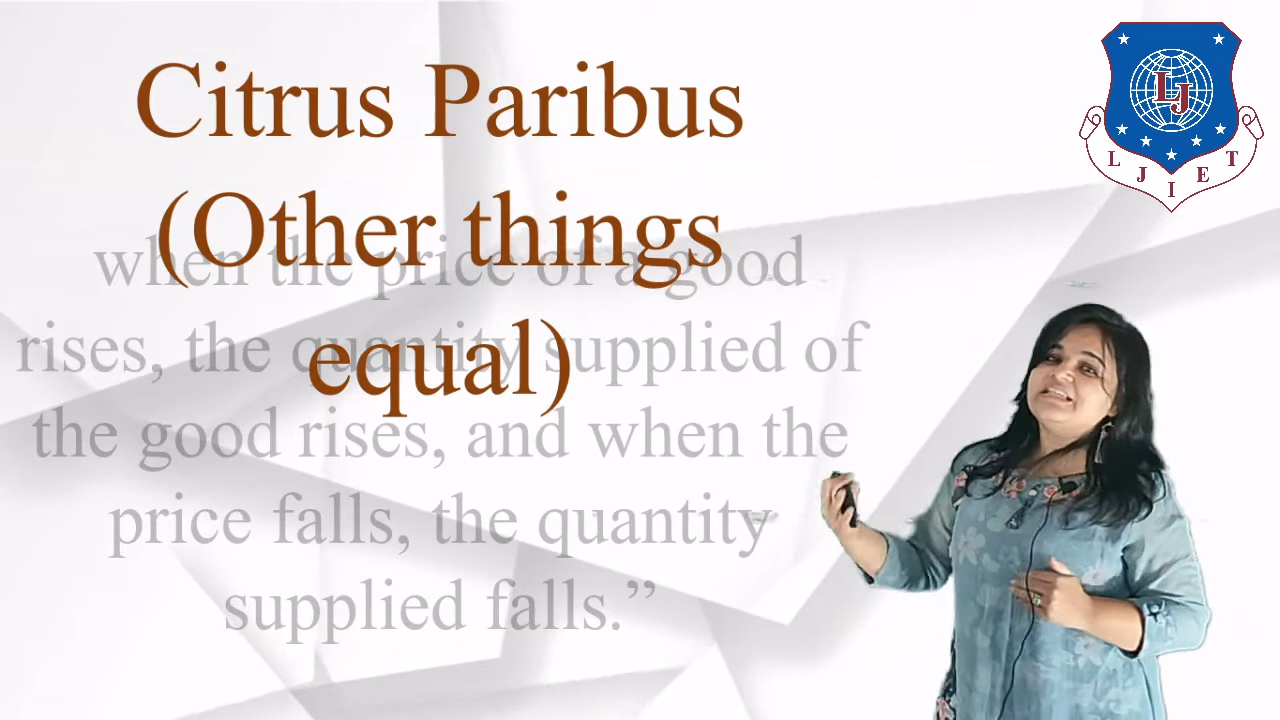 Citrus Paribus
(Other things
equal)
when the price of a good
rises, the quantity supplied of
the good rises, and when the
price falls, the quantity
supplied falls.”
LJ
L J I E T